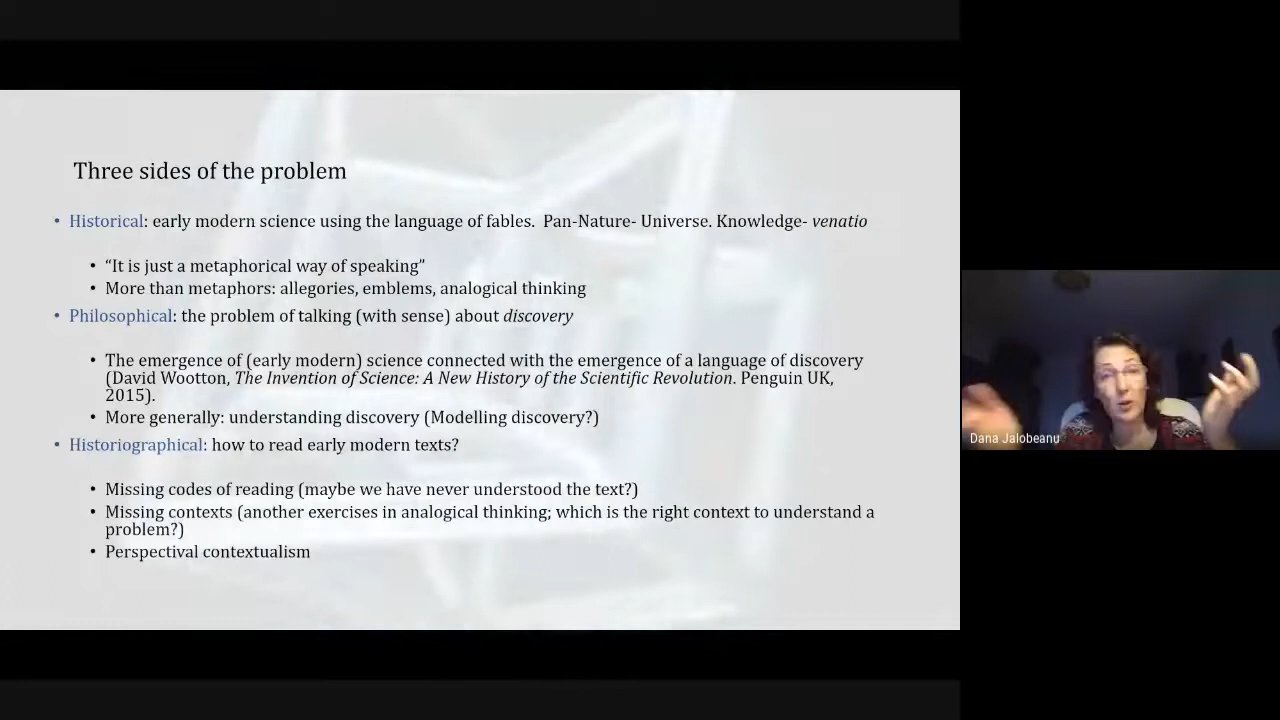 Three sides of the problem
• Historical: early modern science using the language of fables.  Pan-Nature- Universe. Knowledge- venatio
• “It is just a metaphorical way of speaking”
• More than metaphors: allegories, emblems, analogical thinking
• Philosophical: the problem of talking (with sense) about discovery
• The emergence of (early modern) science connected with the emergence of a language of discovery
(David Wootton, The Invention of Science: A New History of the Scientific Revolution. Penguin UK,
2015).
• More generally: understanding discovery (Modelling discovery?)
• Historiographical: how to read early modern texts?
• Missing codes of reading (maybe we have never understood the text?)
• Missing contexts (another exercises in analogical thinking; which is the right context to understand a
problem?)
• Perspectival contextualism
Dana Jalobeanu